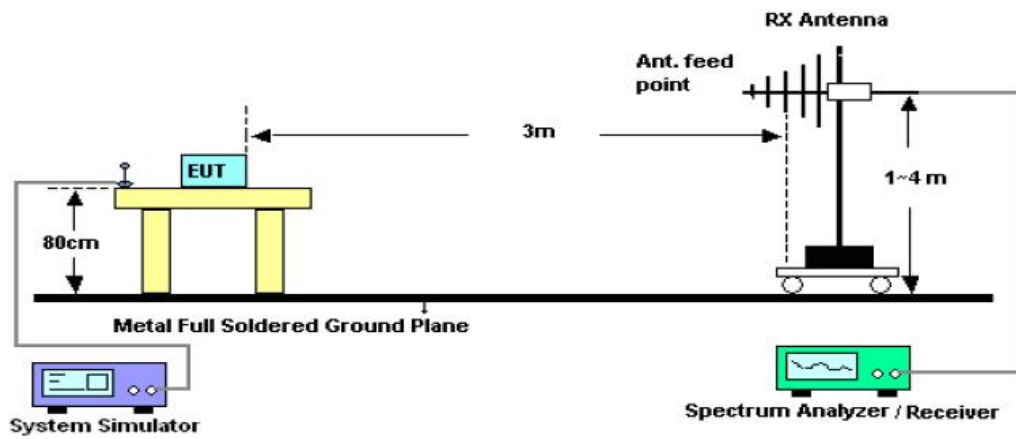 RX Antenna
Ant. feed
point
3m
EUT
1~4 m
80cm
Metal Full Soldered Ground Plane
System Simulator
Spectrum Analyzer / Receiver